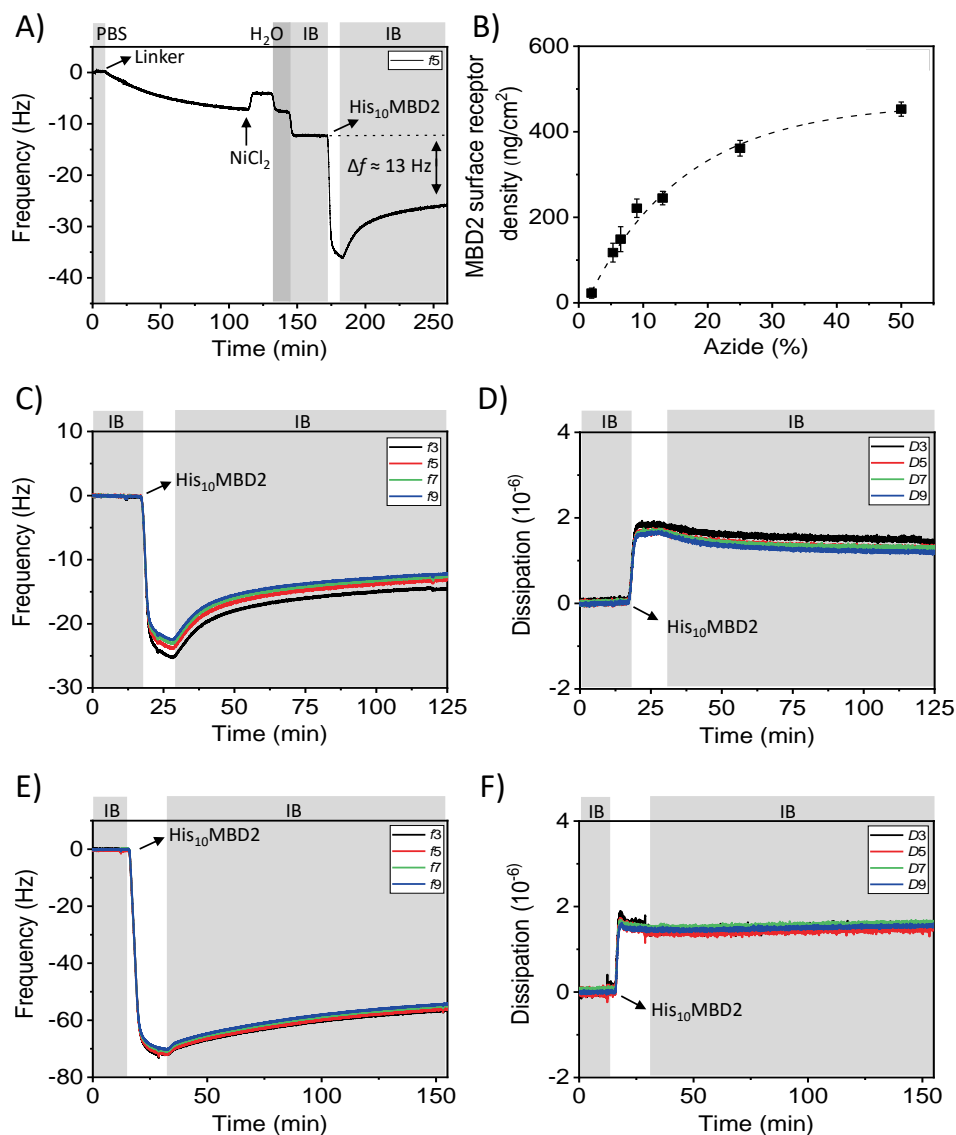 A)
PBS
H₂O
IB
IB
Linker
f5
His₁₀MBD2
NiCl₂
Δf ≈ 13 Hz
Frequency (Hz)
0
-10
-20
-30
-40
0
50
100
150
200
250
Time (min)
B)
MBD2 surface receptor
density (ng/cm²)
600
400
200
0
0
10
20
30
40
50
Azide (%)
C)
IB
IB
His₁₀MBD2
f3
f5
f7
f9
Frequency (Hz)
10
0
-10
-20
-30
0
25
50
75
100
125
Time (min)
D)
IB
IB
D3
D5
D7
D9
His₁₀MBD2
Dissipation (10⁻⁶)
4
2
0
-2
0
25
50
75
100
125
Time (min)
E)
IB
IB
His₁₀MBD2
f3
f5
f7
f9
Frequency (Hz)
0
-20
-40
-60
-80
0
50
100
150
Time (min)
F)
IB
IB
D3
D5
D7
D9
His₁₀MBD2
Dissipation (10⁻⁶)
4
2
0
-2
0
50
100
150
Time (min)